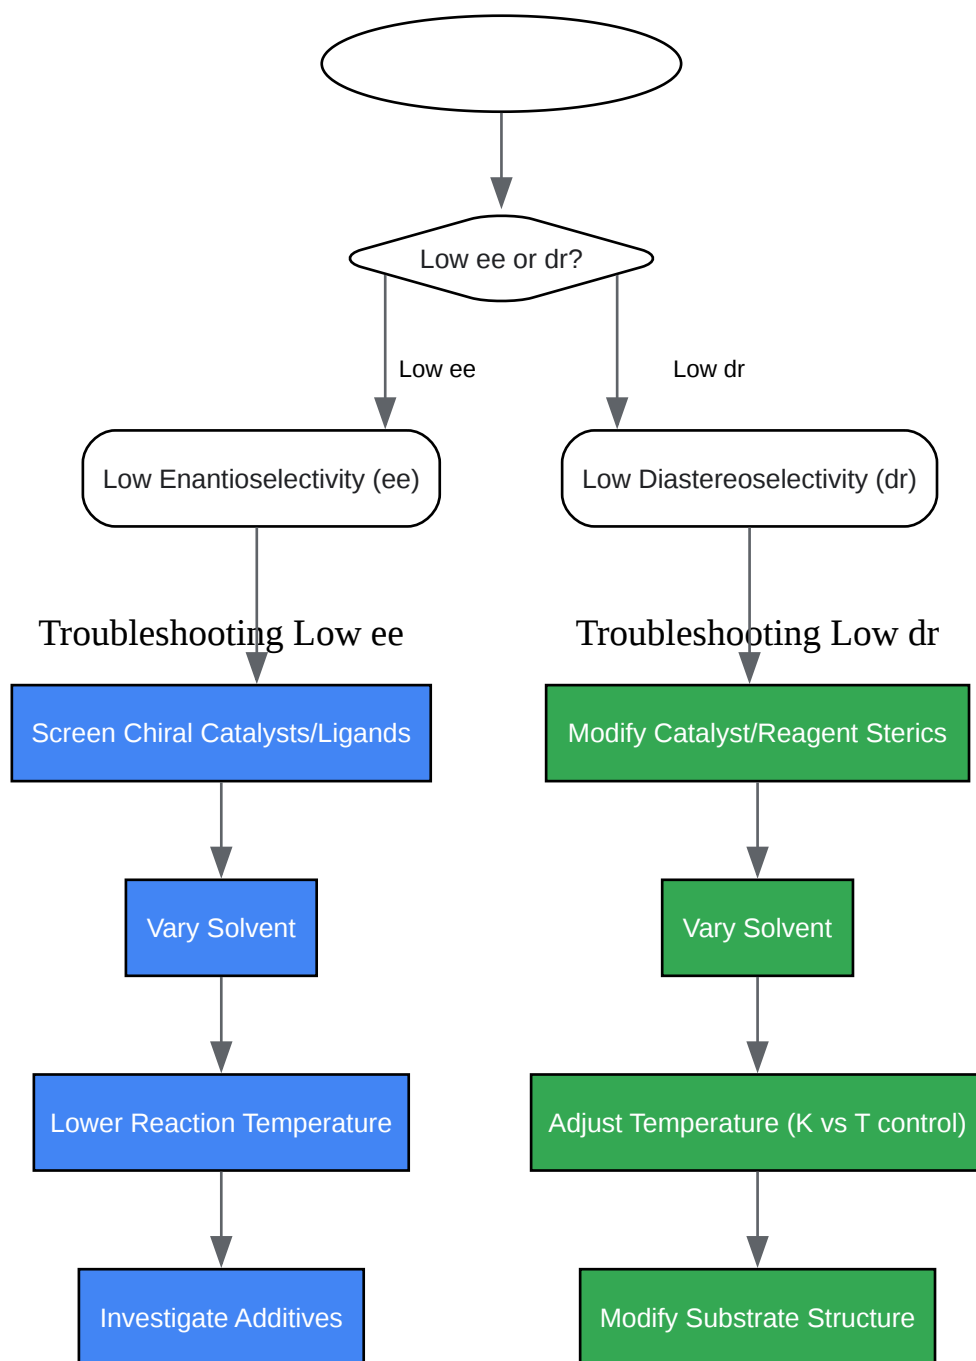 Low ee or dr?
Low ee
Low dr
Low Enantioselectivity (ee)
Low Diastereoselectivity (dr)
Troubleshooting Low ee
Troubleshooting Low dr
Screen Chiral Catalysts/Ligands
Modify Catalyst/Reagent Sterics
Vary Solvent
Vary Solvent
Lower Reaction Temperature
Adjust Temperature (K vs T control)
Investigate Additives
Modify Substrate Structure